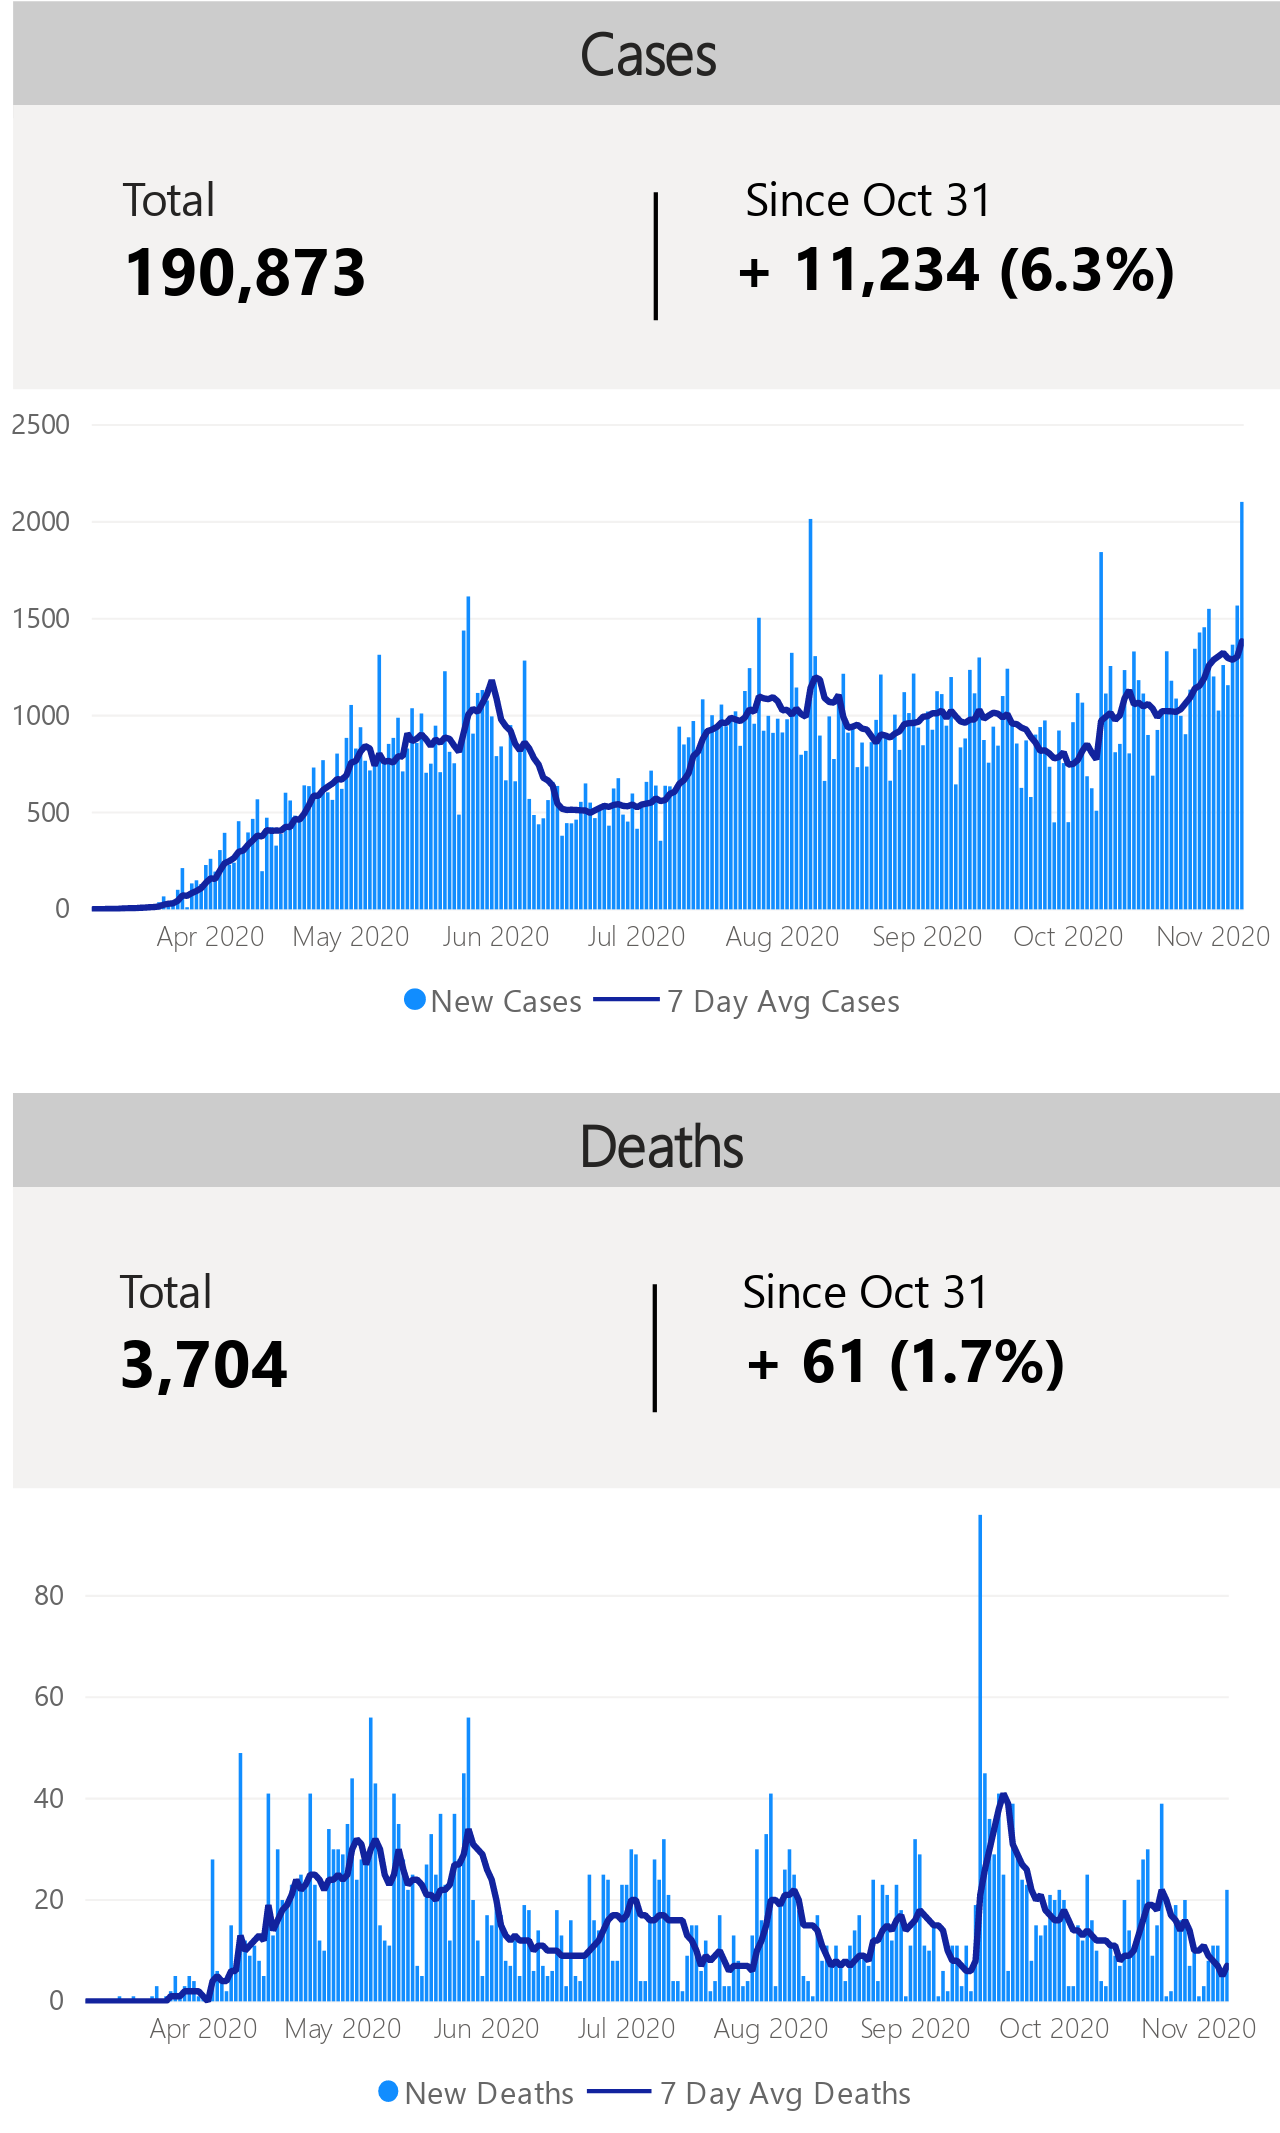 Cases
Total
Since Oct 31
190,873
+ 11,234 (6.3%)
2500
2000
1500
1000
500
0
Apr 2020 May 2020 Jun 2020 Jul 2020 Aug 2020 Sep 2020 Oct 2020 Nov 2020
New Cases 7 Day Avg Cases
Deaths
Total
Since Oct 31
3,704
+ 61 (1.7%)
80
60
40
20
0
Apr 2020 May 2020 Jun 2020 Jul 2020 Aug 2020 Sep 2020 Oct 2020 Nov 2020
New Deaths 7 Day Avg Deaths